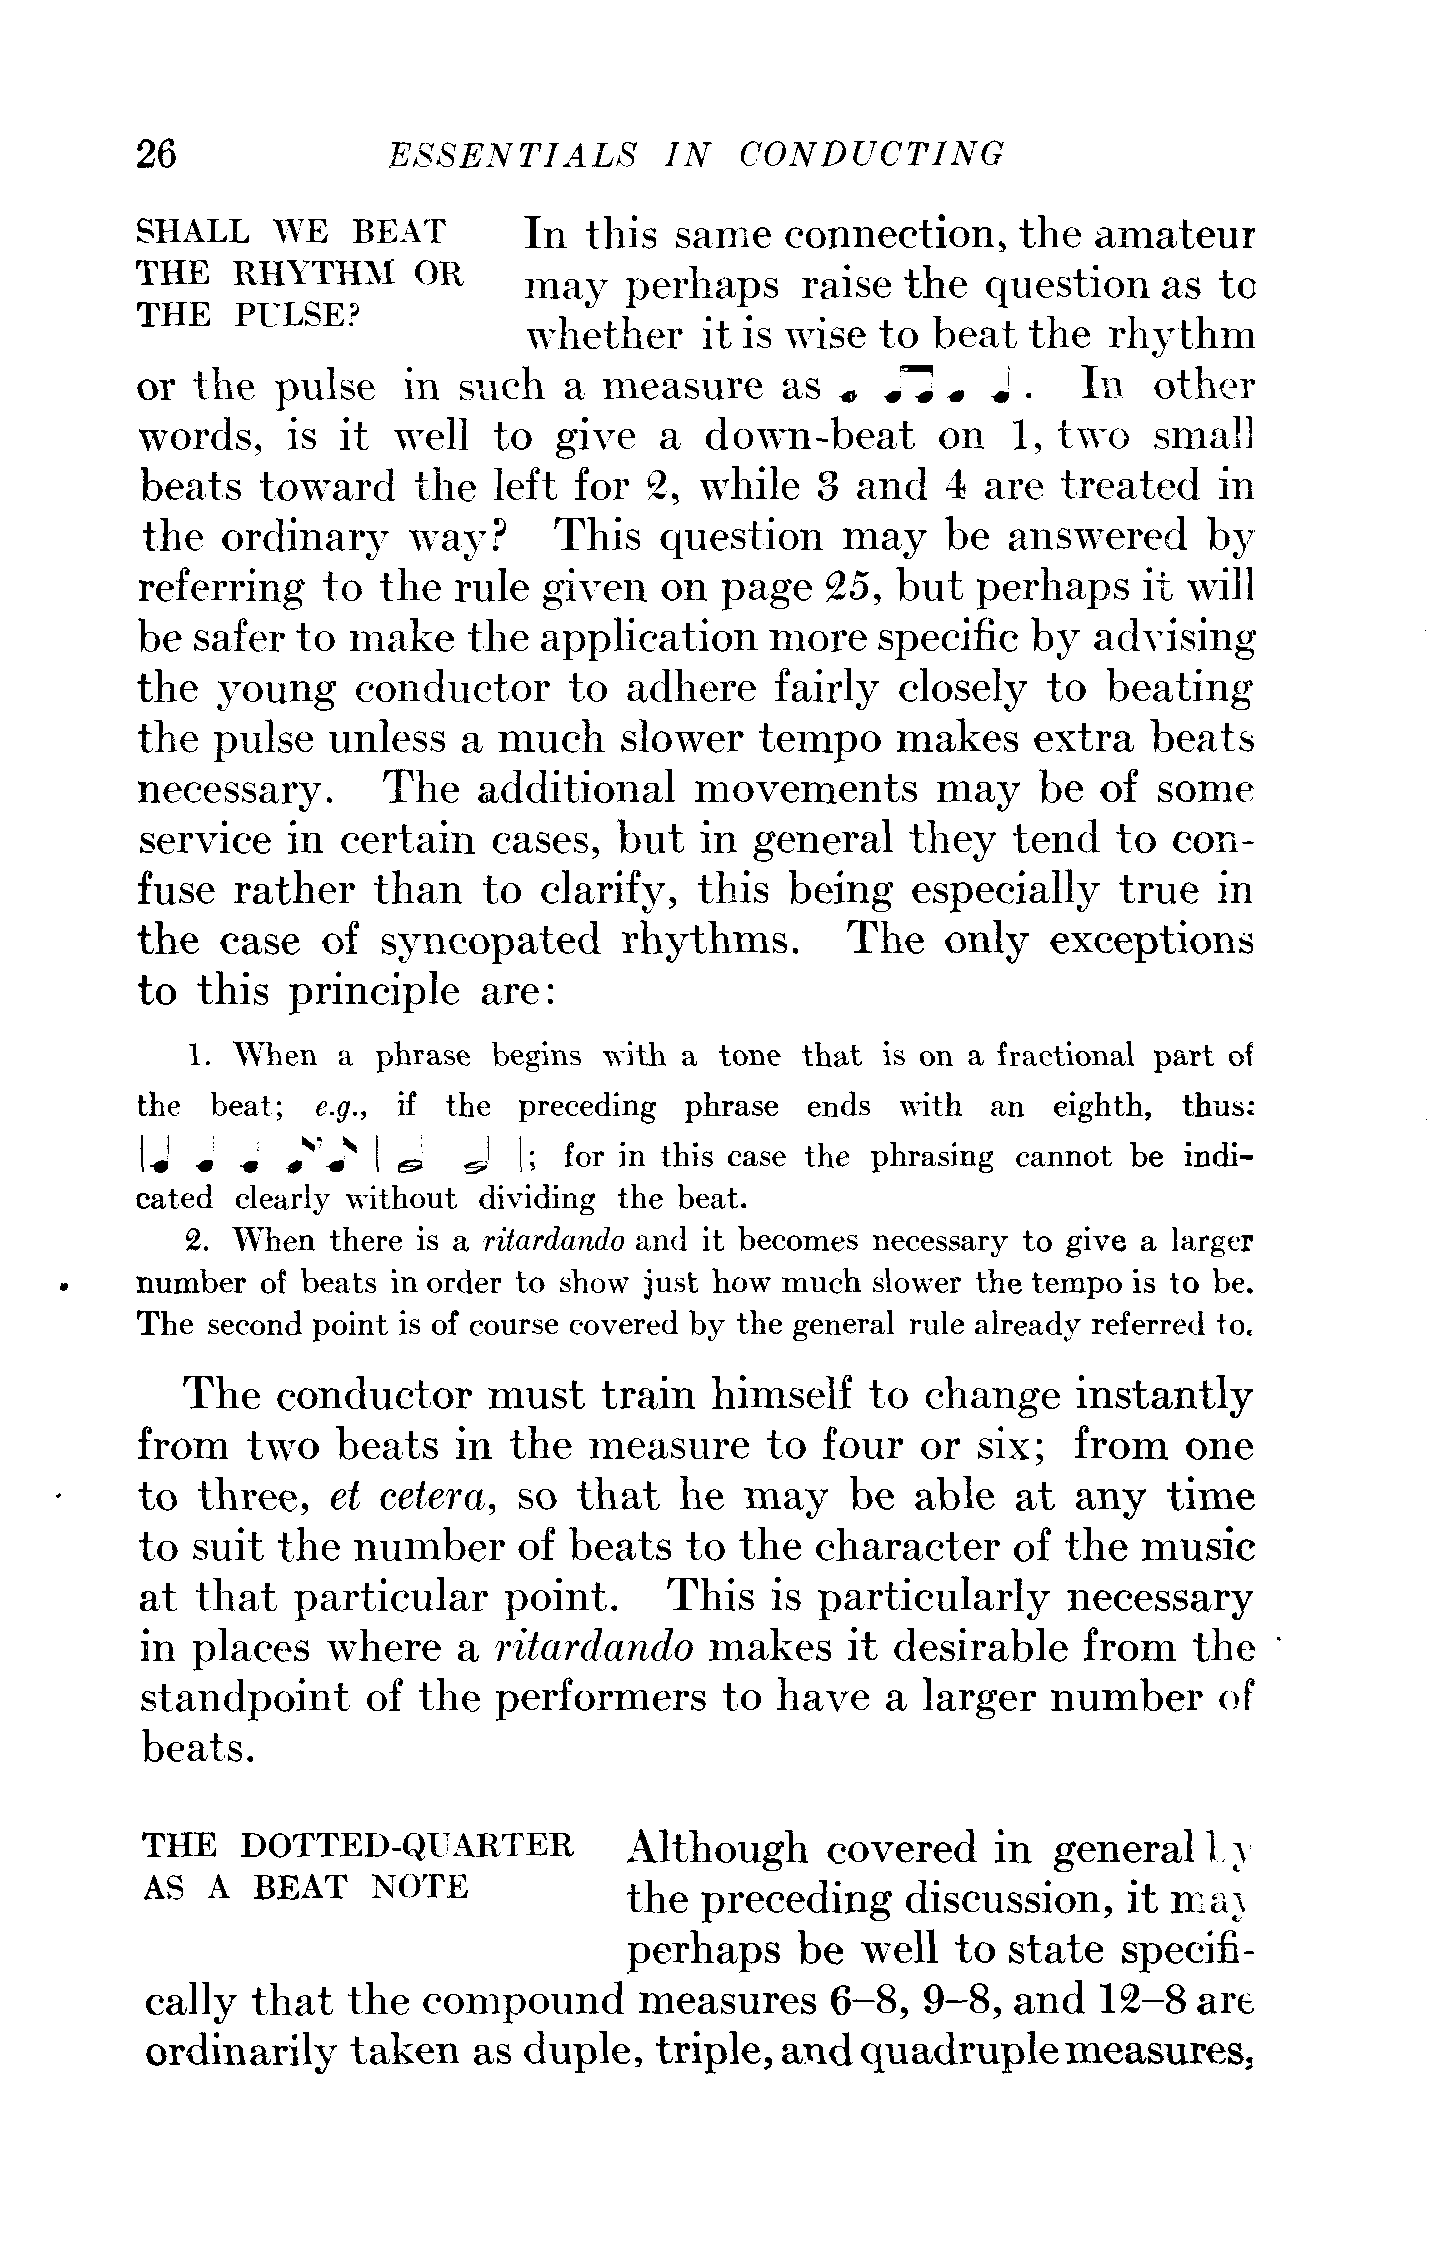 26 ESSENTIALS IN CONDUCTING
SHALL WE BEAT
THE RHYTHM OR
THE PULSE?
In this same connection, the amateur
may perhaps raise the question as to
whether it is wise to beat the rhythm
or the pulse in such a measure as ♩ ♫ ♩ ♩. In other
words, is it well to give a down-beat on 1, two small
beats toward the left for 2, while 3 and 4 are treated in
the ordinary way? This question may be answered by
referring to the rule given on page 25, but perhaps it will
be safer to make the application more specific by advising
the young conductor to adhere fairly closely to beating
the pulse unless a much slower tempo makes extra beats
necessary. The additional movements may be of some
service in certain cases, but in general they tend to con-
fuse rather than to clarify, this being especially true in
the case of syncopated rhythms. The only exceptions
to this principle are:
1. When a phrase begins with a tone that is on a fractional part of
the beat; e.g., if the preceding phrase ends with an eighth, thus:
|♩ ♩ ♩ ♪’♪ | 𝅗𝅥 𝅗𝅥 |; for in this case the phrasing cannot be indi-
cated clearly without dividing the beat.
2. When there is a ritardando and it becomes necessary to give a larger
number of beats in order to show just how much slower the tempo is to be.
The second point is of course covered by the general rule already referred to.
The conductor must train himself to change instantly
from two beats in the measure to four or six; from one
to three, et cetera, so that he may be able at any time
to suit the number of beats to the character of the music
at that particular point. This is particularly necessary
in places where a ritardando makes it desirable from the
standpoint of the performers to have a larger number of
beats.
THE DOTTED-QUARTER
AS A BEAT NOTE
Although covered in general by
the preceding discussion, it may
perhaps be well to state specifi-
cally that the compound measures 6–8, 9–8, and 12–8 are
ordinarily taken as duple, triple, and quadruple measures,